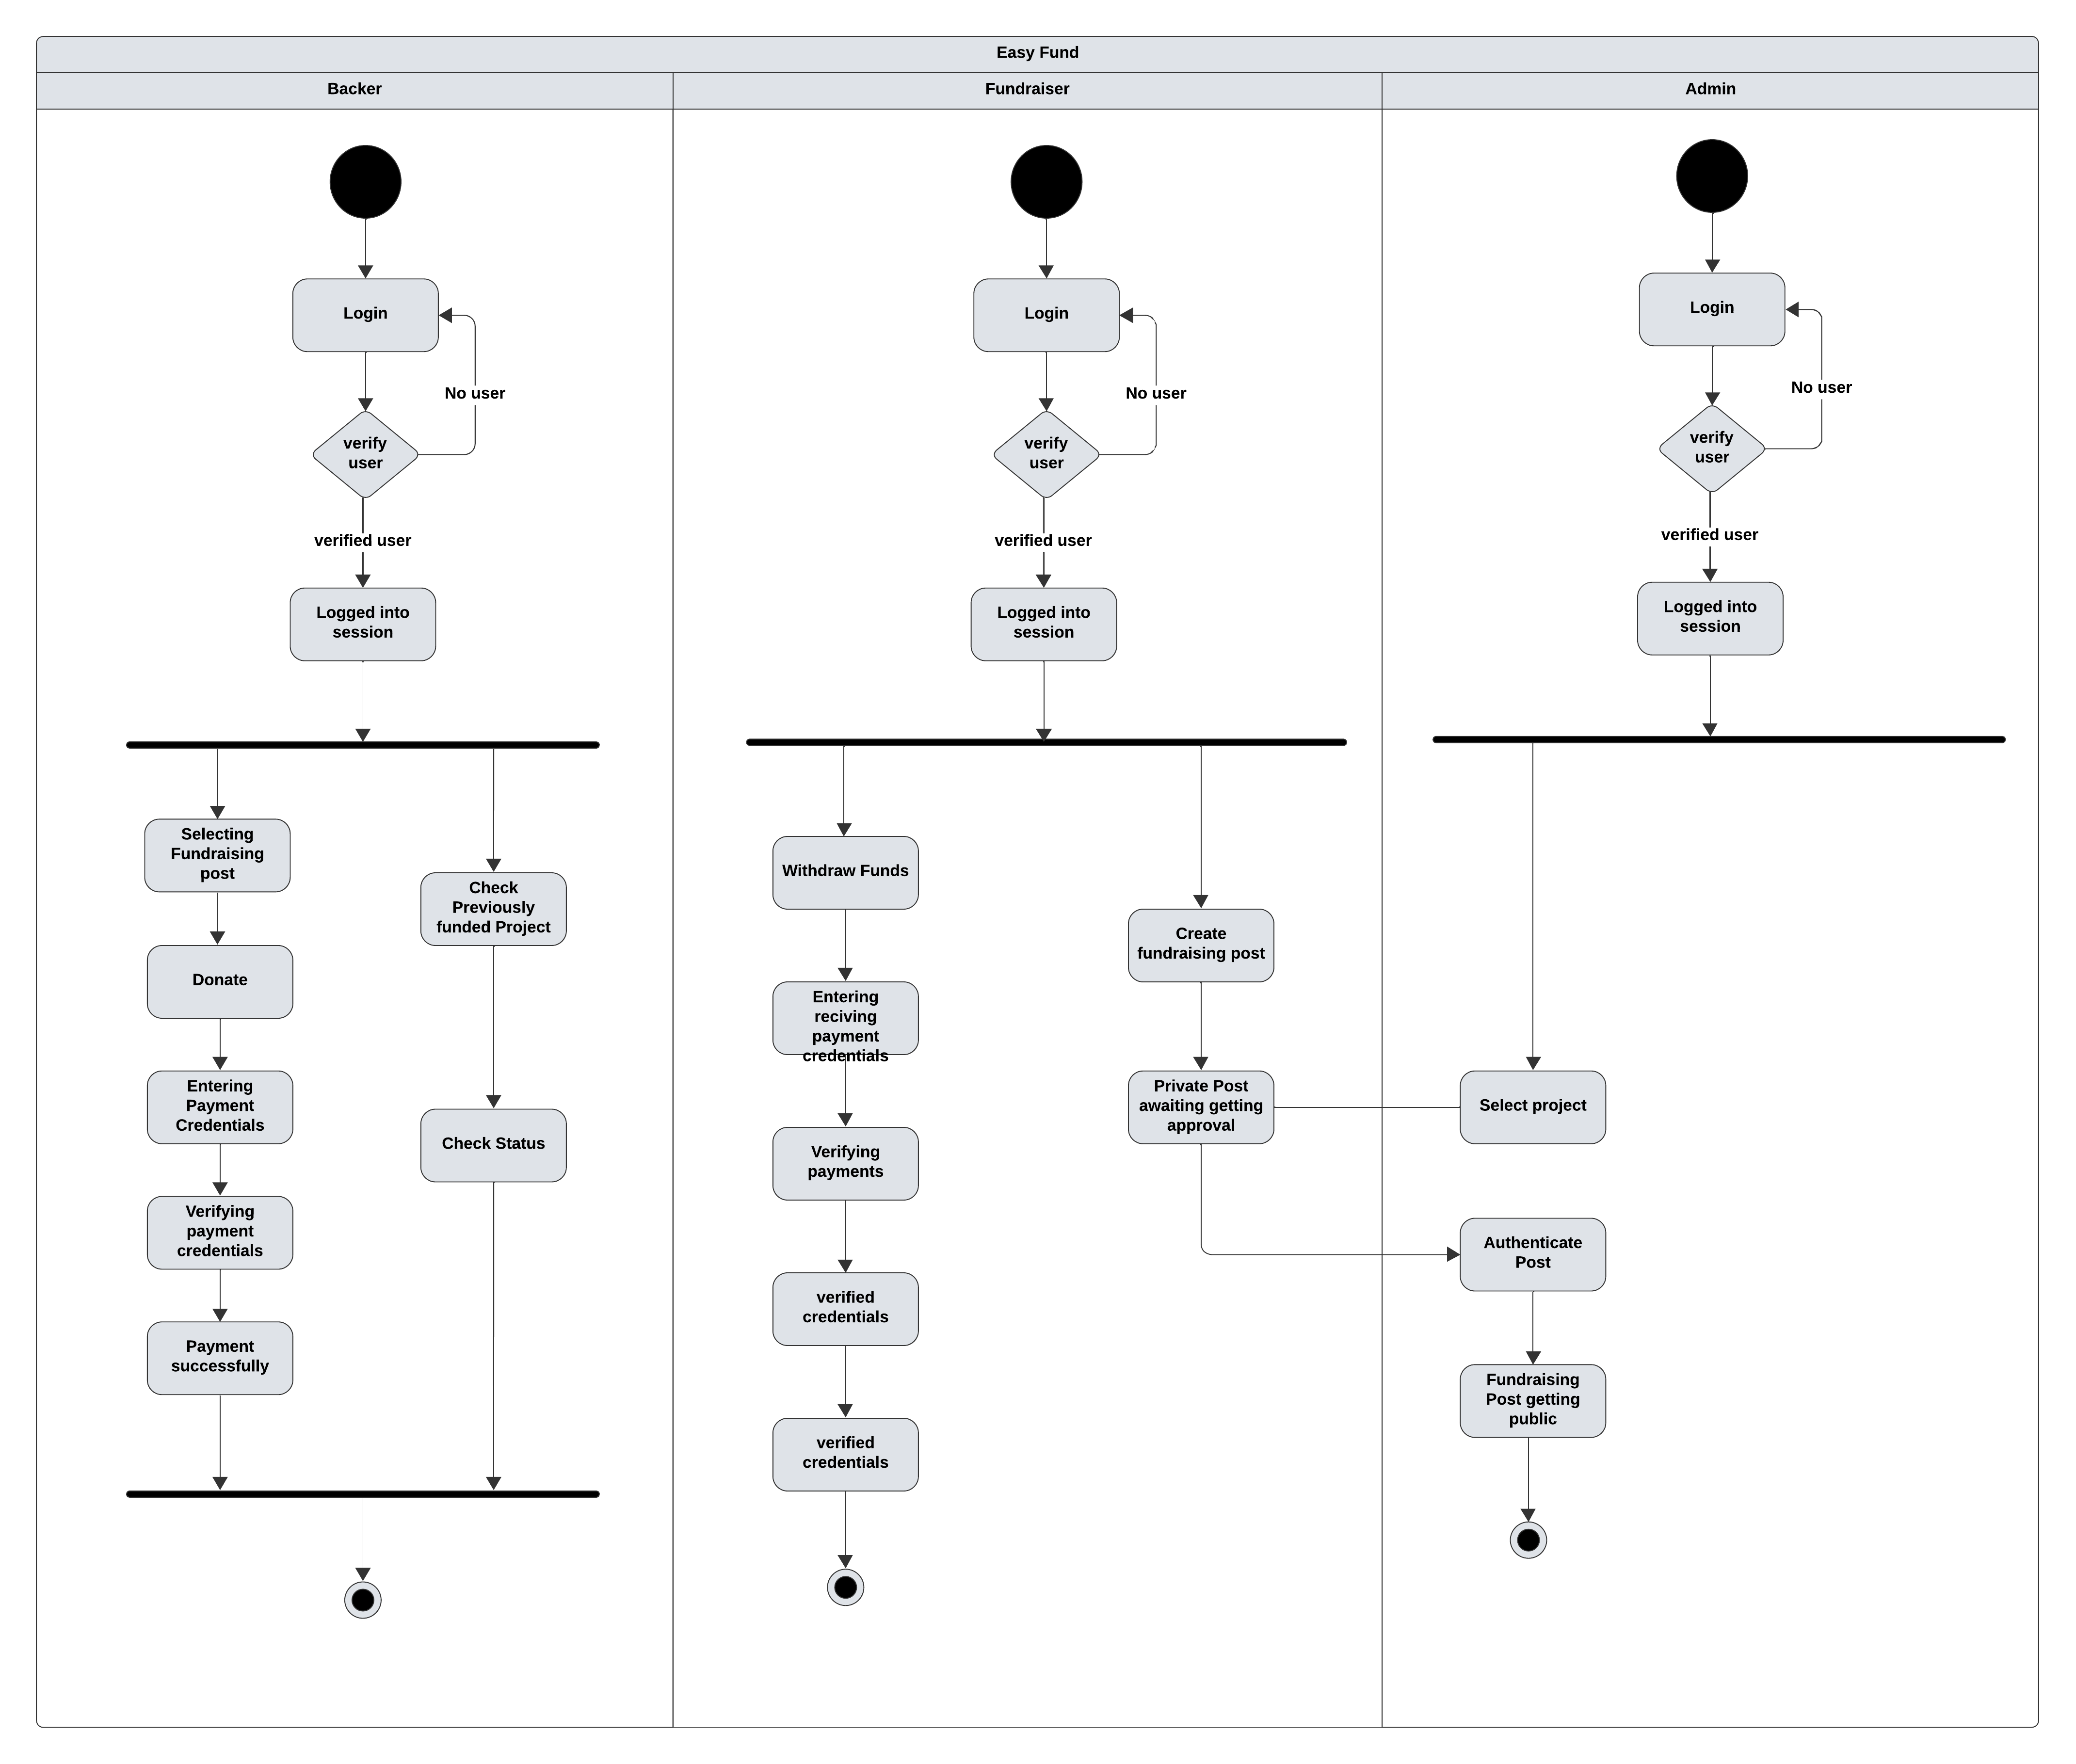 Easy Fund
Backer
Fundraiser
Admin
Login
No user
verify
user
verified user
Logged into
session
Selecting
Fundraising
post
Check
Previously
funded Project
Donate
Entering
Payment
Credentials
Check Status
Verifying
payment
credentials
Payment
successfully
Login
No user
verify
user
verified user
Logged into
session
Withdraw Funds
Create
fundraising post
Entering
reciving
payment
credentials
Private Post
awaiting getting
approval
Verifying
payments
verified
credentials
verified
credentials
Login
No user
verify
user
verified user
Logged into
session
Select project
Authenticate
Post
Fundraising
Post getting
public